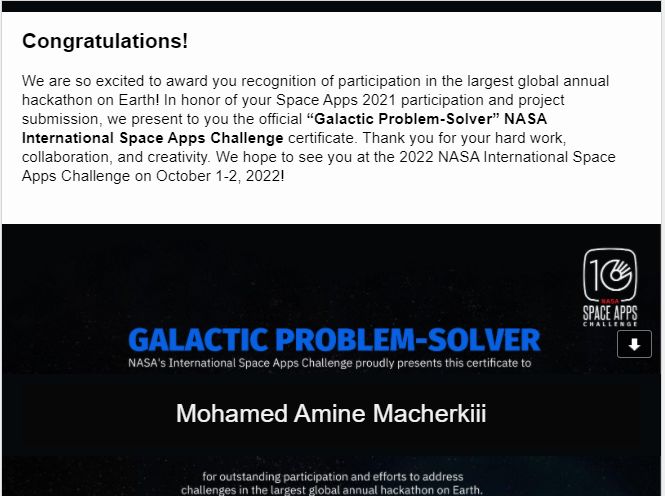 Congratulations!
We are so excited to award you recognition of participation in the largest global annual
hackathon on Earth! In honor of your Space Apps 2021 participation and project
submission, we present to you the official “Galactic Problem-Solver” NASA
International Space Apps Challenge certificate. Thank you for your hard work,
collaboration, and creativity. We hope to see you at the 2022 NASA International Space
Apps Challenge on October 1-2, 2022!
10
NASA
SPACE APPS
CHALLENGE
GALACTIC PROBLEM-SOLVER
NASA's International Space Apps Challenge proudly presents this certificate to
Mohamed Amine Macherkiii
for outstanding participation and efforts to address
challenges in the largest global annual hackathon on Earth.